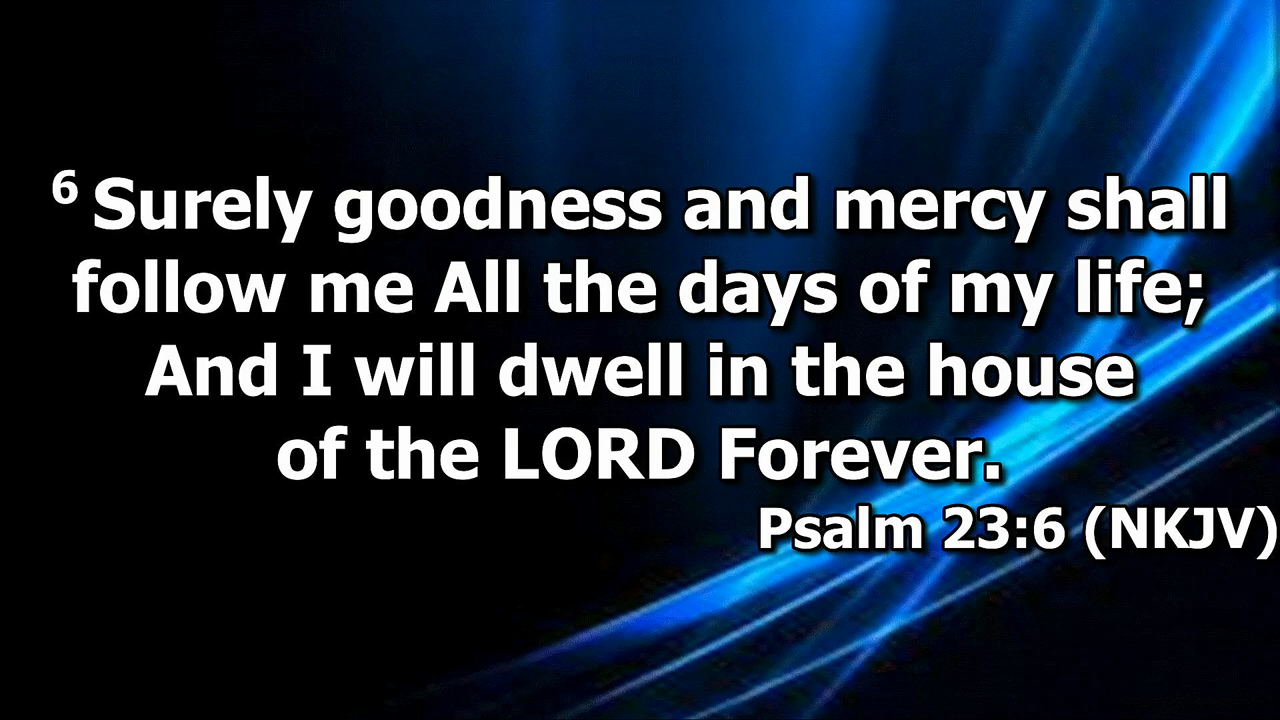 6 Surely goodness and mercy shall
follow me All the days of my life;
And I will dwell in the house
of the LORD Forever.
Psalm 23:6 (NKJV)